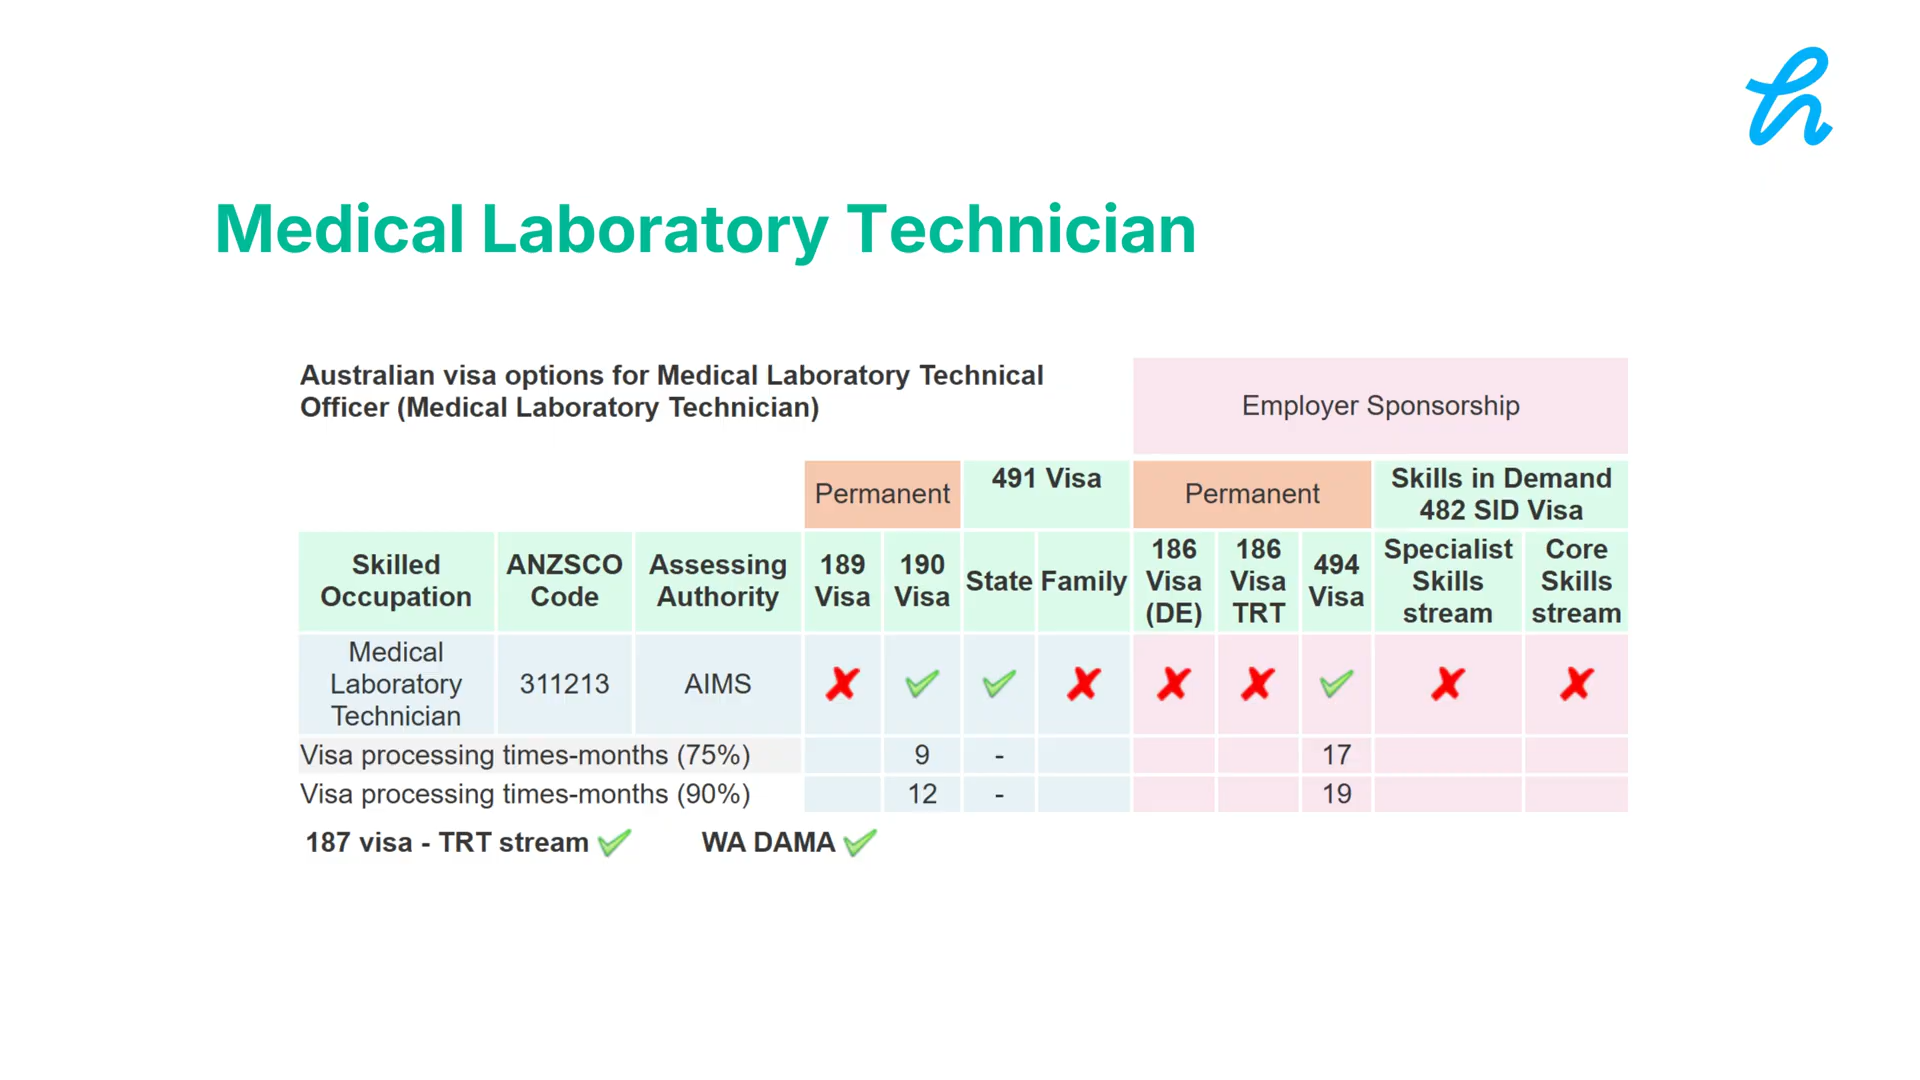 Medical Laboratory Technician
Australian visa options for Medical Laboratory Technical
Officer (Medical Laboratory Technician)
Employer Sponsorship
Permanent
491 Visa
Permanent
Skills in Demand
482 SID Visa
Skilled
Occupation
ANZSCO
Code
Assessing
Authority
189
Visa
190
Visa
State
Family
186
Visa
(DE)
186
Visa
TRT
494
Visa
Specialist
Skills
stream
Core
Skills
stream
Medical
Laboratory
Technician
311213
AIMS
Visa processing times-months (75%)
9
-
17
Visa processing times-months (90%)
12
-
19
187 visa - TRT stream
WA DAMA